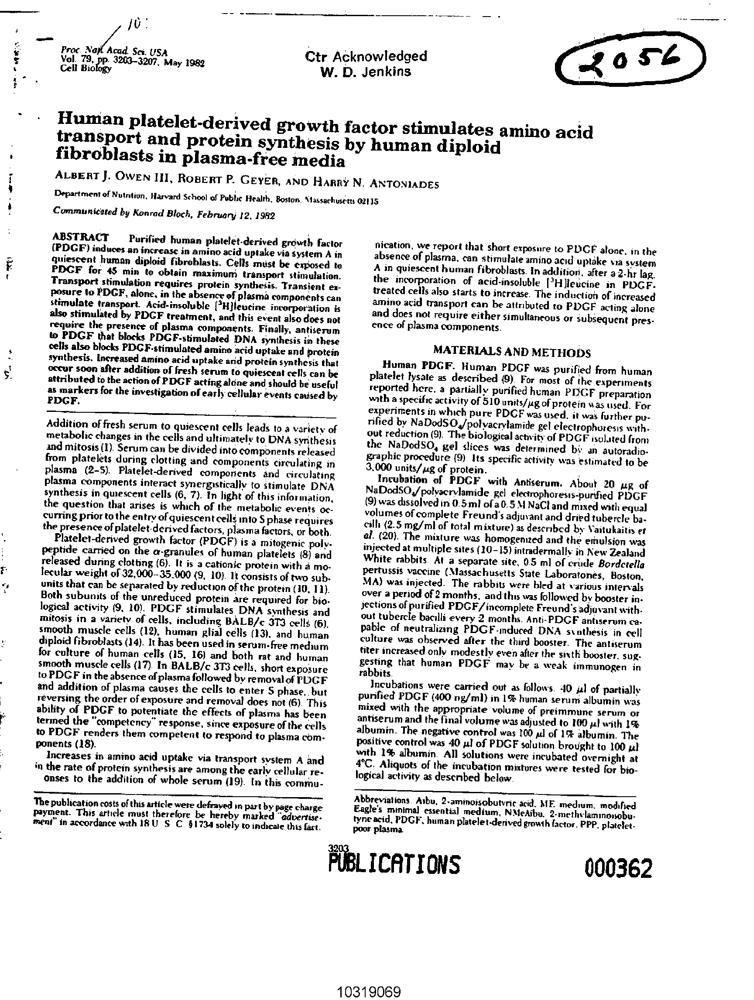 10:
Proc. Natl. Acad. Sci. USA
Vol. 79, pp. 3203-3207, May 1982
Cell Biology
Ctr Acknowledged
W. D. Jenkins
2056
Human platelet-derived growth factor stimulates amino acid
transport and protein synthesis by human diploid
fibroblasts in plasma-free media
ALBERT J. OWEN III, ROBERT P. GEYER, AND HARRY N. ANTONIADES
Department of Nutrition, Harvard School of Public Health, Boston, Massachusetts 02115
Communicated by Konrad Bloch, February 12, 1982
ABSTRACT Purified human platelet-derived growth factor
(PDGF) induces an increase in amino acid uptake via system A in
quiescent human diploid fibroblasts. Cells must be exposed to
PDGF for 45 min to obtain maximum transport stimulation.
Transport stimulation requires protein synthesis. Transient ex-
posure to PDGF, alone, in the absence of plasma components can
stimulate transport. Acid-insoluble [³H]leucine incorporation is
also stimulated by PDGF treatment, and this event also does not
require the presence of plasma components. Finally, antiserum
to PDGF that blocks PDGF-stimulated DNA synthesis in these
cells also blocks PDGF-stimulated amino acid uptake and protein
synthesis. Increased amino acid uptake and protein synthesis that
occur soon after addition of fresh serum to quiescent cells can be
attributed to the action of PDGF acting alone and should be useful
as markers for the investigation of early cellular events caused by
PDGF.
Addition of fresh serum to quiescent cells leads to a variety of
metabolic changes in the cells and ultimately to DNA synthesis
and mitosis (1). Serum can be divided into components released
from platelets during clotting and components circulating in
plasma (2-5). Platelet-derived components and circulating
plasma components interact synergistically to stimulate DNA
synthesis in quiescent cells (6, 7). In light of this information,
the question that arises is which of the metabolic events oc-
curring prior to the entry of quiescent cells into S phase requires
the presence of platelet-derived factors, plasma factors, or both.
Platelet-derived growth factor (PDGF) is a mitogenic poly-
peptide carried on the α-granules of human platelets (8) and
released during clotting (6). It is a cationic protein with a mo-
lecular weight of 32,000-35,000 (9, 10). It consists of two sub-
units that can be separated by reduction of the protein (10, 11).
Both subunits of the unreduced protein are required for bio-
logical activity (9, 10). PDGF stimulates DNA synthesis and
mitosis in a variety of cells, including BALB/c 3T3 cells (6),
smooth muscle cells (12), human glial cells (13), and human
diploid fibroblasts (14). It has been used in serum-free medium
for culture of human cells (15, 16) and both rat and human
smooth muscle cells (17). In BALB/c 3T3 cells, short exposure
to PDGF in the absence of plasma followed by removal of PDGF
and addition of plasma causes the cells to enter S phase, but
reversing the order of exposure and removal does not (6). This
ability of PDGF to potentiate the effects of plasma has been
termed the "competency" response, since exposure of the cells
to PDGF renders them competent to respond to plasma com-
ponents (18).
Increases in amino acid uptake via transport system A and
in the rate of protein synthesis are among the early cellular re-
onses to the addition of whole serum (19). In this commu-
The publication costs of this article were defrayed in part by page charge
payment. This article must therefore be hereby marked "advertise-
ment" in accordance with 18 U. S. C. §1734 solely to indicate this fact.
nication, we report that short exposure to PDGF alone, in the
absence of plasma, can stimulate amino acid uptake via system
A in quiescent human fibroblasts. In addition, after a 2-hr lag,
the incorporation of acid-insoluble [³H]leucine in PDGF-
treated cells also starts to increase. The induction of increased
amino acid transport can be attributed to PDGF acting alone
and does not require either simultaneous or subsequent pres-
ence of plasma components.
MATERIALS AND METHODS
Human PDGF. Human PDGF was purified from human
platelet lysate as described (9). For most of the experiments
reported here, a partially purified human PDGF preparation
with a specific activity of 510 units/μg of protein was used. For
experiments in which pure PDGF was used, it was further pu-
rified by NaDodSO₄/polyacrylamide gel electrophoresis with-
out reduction (9). The biological activity of PDGF isolated from
the NaDodSO₄ gel slices was determined by an autoradio-
graphic procedure (9). Its specific activity was estimated to be
3,000 units/μg of protein.
Incubation of PDGF with Antiserum. About 20 μg of
NaDodSO₄/polyacrylamide gel electrophoresis-purified PDGF
(9) was dissolved in 0.5 ml of a 0.5 M NaCl and mixed with equal
volumes of complete Freund's adjuvant and dried tubercle ba-
cilli (2.5 mg/ml of total mixture) as described by Vaitukaitis et
al. (20). The mixture was homogenized and the emulsion was
injected at multiple sites (10-15) intradermally in New Zealand
White rabbits. At a separate site, 0.5 ml of crude Bordetella
pertussis vaccine (Massachusetts State Laboratories, Boston,
MA) was injected. The rabbits were bled at various intervals
over a period of 2 months, and this was followed by booster in-
jections of purified PDGF/incomplete Freund's adjuvant with-
out tubercle bacilli every 2 months. Anti-PDGF antiserum ca-
pable of neutralizing PDGF-induced DNA synthesis in cell
culture was observed after the third booster. The antiserum
titer increased only modestly even after the sixth booster, sug-
gesting that human PDGF may be a weak immunogen in
rabbits.
Incubations were carried out as follows. 40 μl of partially
purified PDGF (400 ng/ml) in 1% human serum albumin was
mixed with the appropriate volume of preimmune serum or
antiserum and the final volume was adjusted to 100 μl with 1%
albumin. The negative control was 100 μl of 1% albumin. The
positive control was 40 μl of PDGF solution brought to 100 μl
with 1% albumin. All solutions were incubated overnight at
4°C. Aliquots of the incubation mixtures were tested for bio-
logical activity as described below.
Abbreviations: Aibu, 2-aminoisobutyric acid; ME medium, modified
Eagle's minimal essential medium, NMeAibu, 2-methylaminoisobu-
tyric acid, PDGF, human platelet-derived growth factor, PPP, platelet-
poor plasma.
3203
PUBLICATIONS
000362
10319069